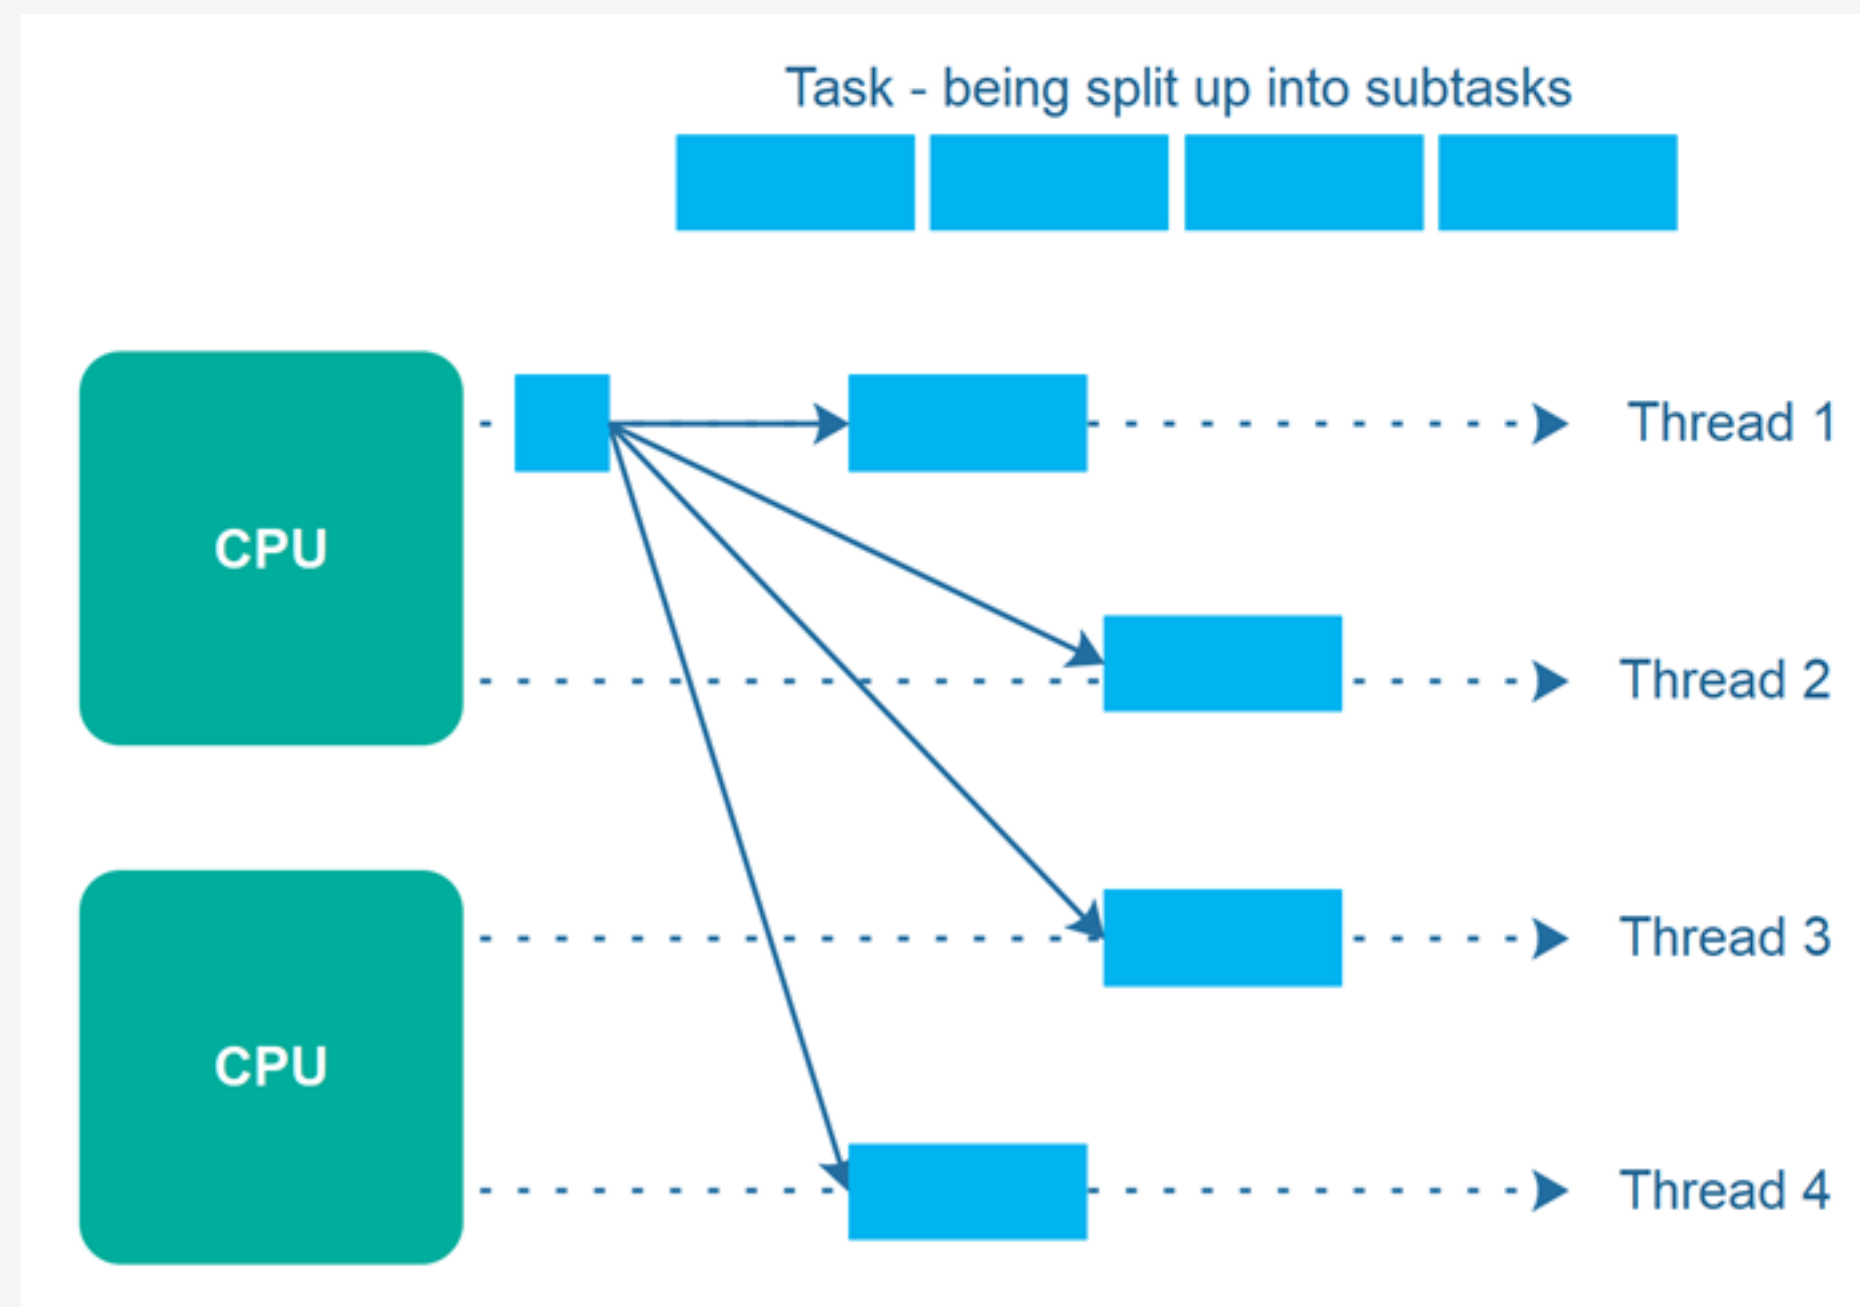 Task - being split up into subtasks
Thread 1
CPU
Thread 2
Thread 3
CPU
Thread 4